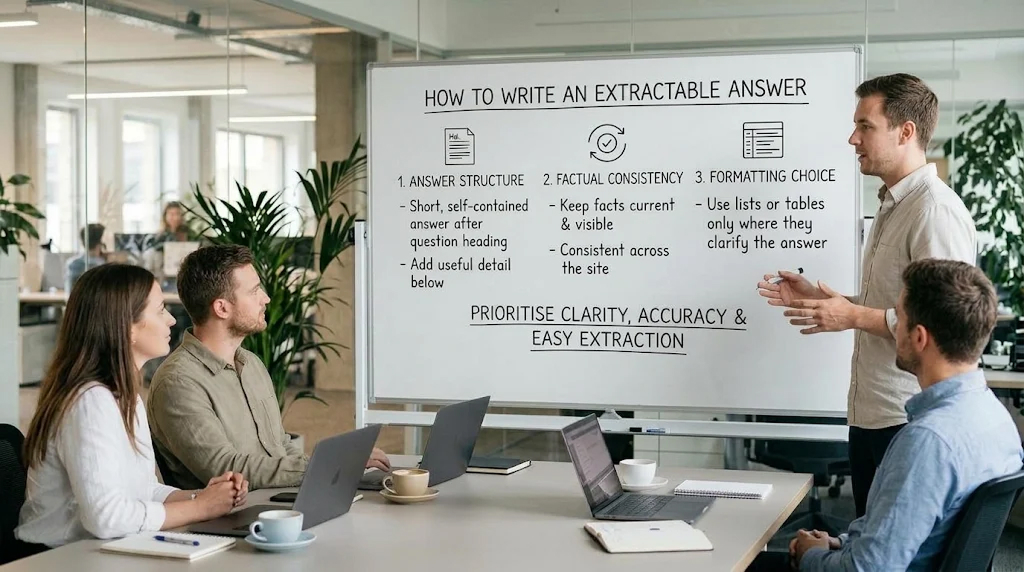 HOW TO WRITE AN EXTRACTABLE ANSWER
Hal.
1. ANSWER STRUCTURE
- Short, self-contained
answer after
question heading
- Add useful detail
below
2. FACTUAL CONSISTENCY
- Keep facts current
& visible
- Consistent across
the site
3. FORMATTING CHOICE
- Use lists or tables
only where they
clarify the answer
PRIORITISE CLARITY, ACCURACY &
EASY EXTRACTION